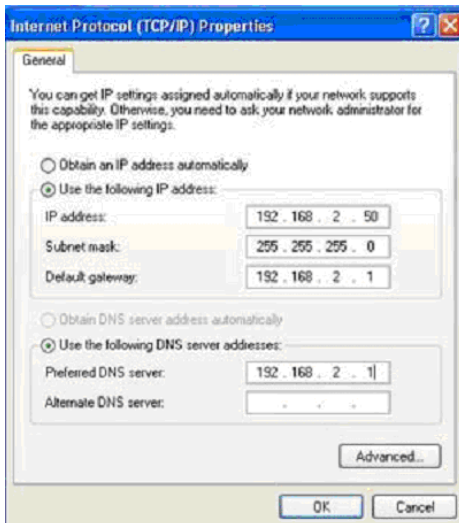 Internet Protocol (TCP/IP) Properties
General
You can get IP settings assigned automatically if your network supports
this capability. Otherwise, you need to ask your network administrator for
the appropriate IP settings.
Obtain an IP address automatically
Use the following IP address:
IP address:
192 . 168 . 2 . 50
Subnet mask:
255 . 255 . 255 . 0
Default gateway:
192 . 168 . 2 . 1
Obtain DNS server address automatically
Use the following DNS server addresses:
Preferred DNS server:
192 . 168 . 2 . 1
Alternate DNS server:
. . .
Advanced...
OK
Cancel